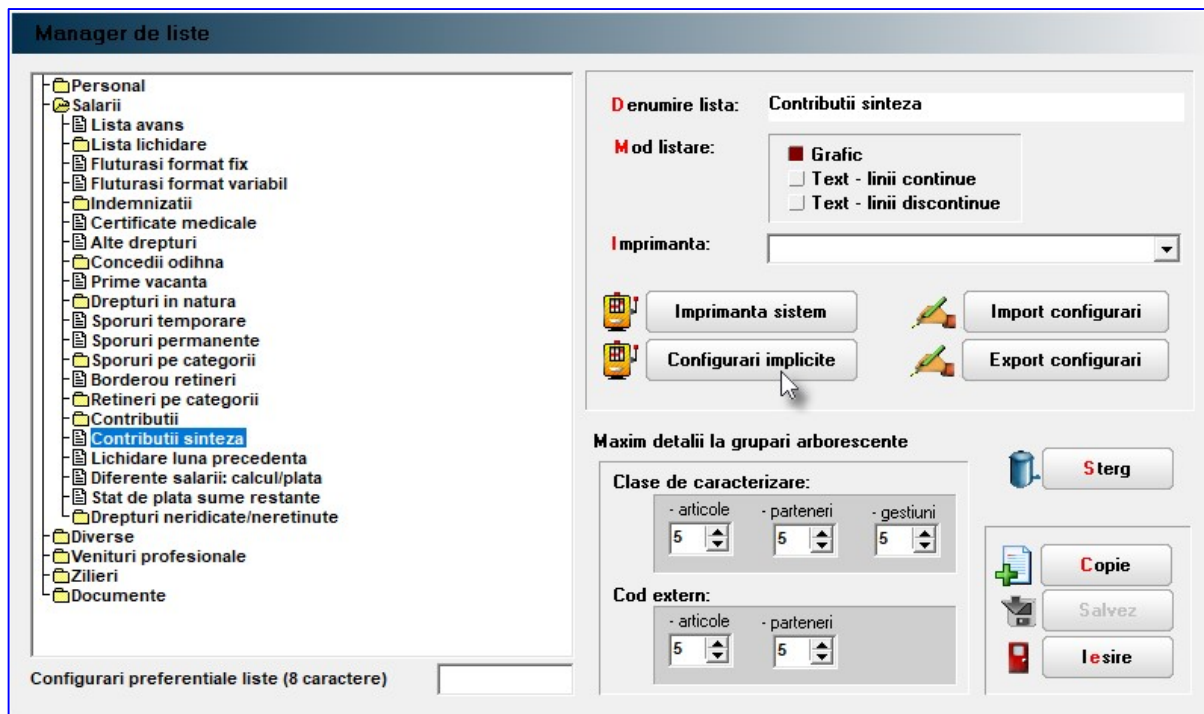 Manager de liste
Personal
Salarii
Lista avans
Lista lichidare
Fluturasi format fix
Fluturasi format variabil
Indemnizatii
Certificate medicale
Alte drepturi
Concedii odihna
Prime vacanta
Drepturi in natura
Sporuri temporare
Sporuri permanente
Sporuri pe categorii
Borderou retineri
Retineri pe categorii
Contributii
Contributii sinteza
Lichidare luna precedenta
Diferente salarii: calcul/plata
Stat de plata sume restante
Drepturi neridicate/neretinute
Diverse
Venituri profesionale
Zilieri
Documente
Configurari preferentiale liste (8 caractere)
Denumire lista: Contributii sinteza
Mod listare:
Grafic
Text - linii continue
Text - linii discontinue
Imprimanta:
Imprimanta sistem
Import configurari
Configurari implicite
Export configurari
Maxim detalii la grupari arborescente
Clase de caracterizare:
- articole - parteneri - gestiuni
5 5 5
Cod extern:
- articole - parteneri
5 5
Sterg
Copie
Salvez
Iesire